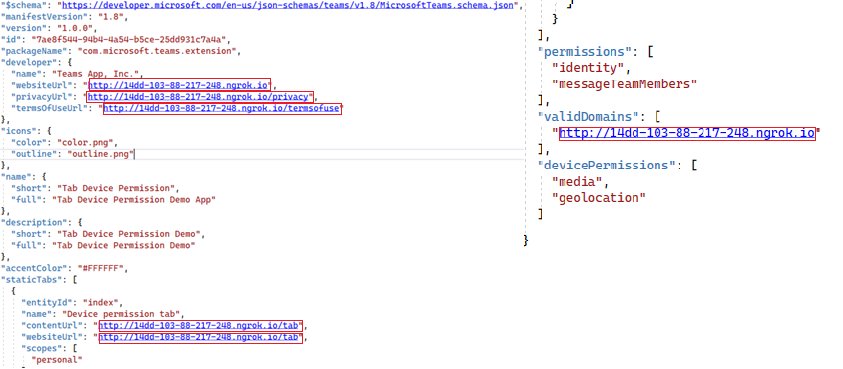 "$schema": "https://developer.microsoft.com/en-us/json-schemas/teams/v1.8/MicrosoftTeams.schema.json",
"manifestVersion": "1.8",
"version": "1.0.0",
"id": "7ae8f544-94b4-4a54-b5ce-25dd931c7a4a",
"packageName": "com.microsoft.teams.extension",
"developer": {
"name": "Teams App, Inc.",
"websiteUrl": "http://14dd-103-88-217-248.ngrok.io",
"privacyUrl": "http://14dd-103-88-217-248.ngrok.io/privacy",
"termsOfUseUrl": "http://14dd-103-88-217-248.ngrok.io/termsofuse"
},
"icons": {
"color": "color.png",
"outline": "outline.png"
},
"name": {
"short": "Tab Device Permission",
"full": "Tab Device Permission Demo App"
},
"description": {
"short": "Tab Device Permission Demo",
"full": "Tab Device Permission Demo"
},
"accentColor": "#FFFFFF",
"staticTabs": [
{
"entityId": "index",
"name": "Device permission tab",
"contentUrl": "http://14dd-103-88-217-248.ngrok.io/tab",
"websiteUrl": "http://14dd-103-88-217-248.ngrok.io/tab",
"scopes": [
"personal"
]
}
],
"permissions": [
"identity",
"messageTeamMembers"
],
"validDomains": [
"http://14dd-103-88-217-248.ngrok.io"
],
"devicePermissions": [
"media",
"geolocation"
]
}